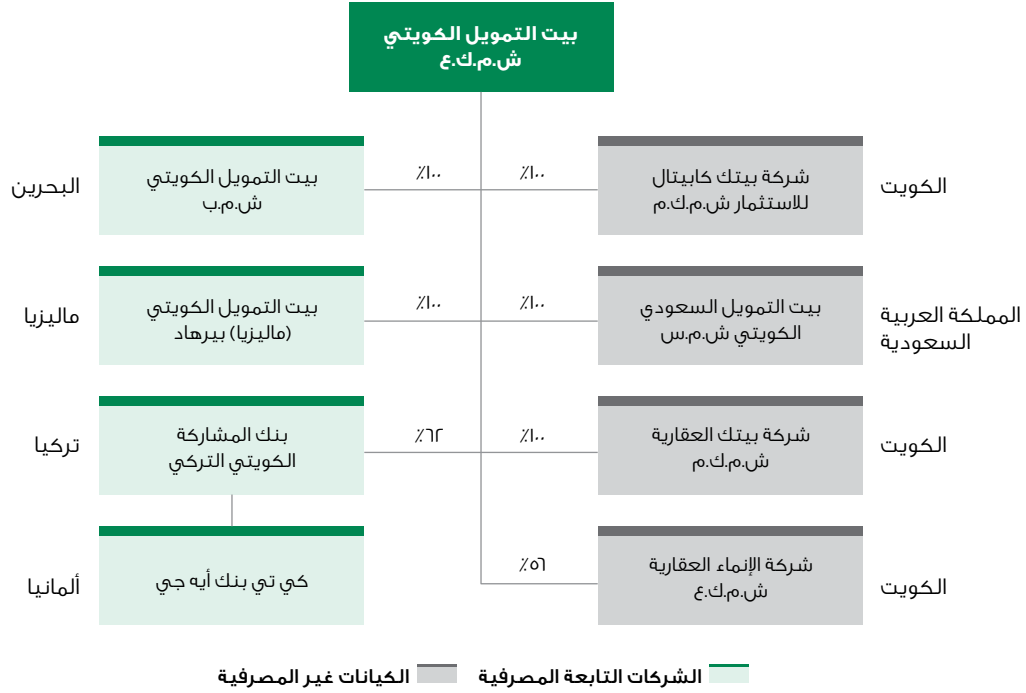 بيت التمويل الكويتي
ش.م.ك.ع
الكويت
شركة بيتك كابيتال
للاستثمار ش.م.ك.م
٪١٠٠
٪١٠٠
بيت التمويل الكويتي
ش.م.ب
البحرين
المملكة العربية
السعودية
بيت التمويل السعودي
الكويتي ش.م.س
٪١٠٠
٪١٠٠
بيت التمويل الكويتي
(ماليزيا) بيرهاد
ماليزيا
الكويت
شركة بيتك العقارية
ش.م.ك.م
٪١٠٠
٪٦٢
بنك المشاركة
الكويتي التركي
تركيا
الكويت
شركة الإنماء العقارية
ش.م.ك.ع
٪٥٦
كي تي بنك أيه جي
ألمانيا
الشركات التابعة المصرفية
الكيانات غير المصرفية